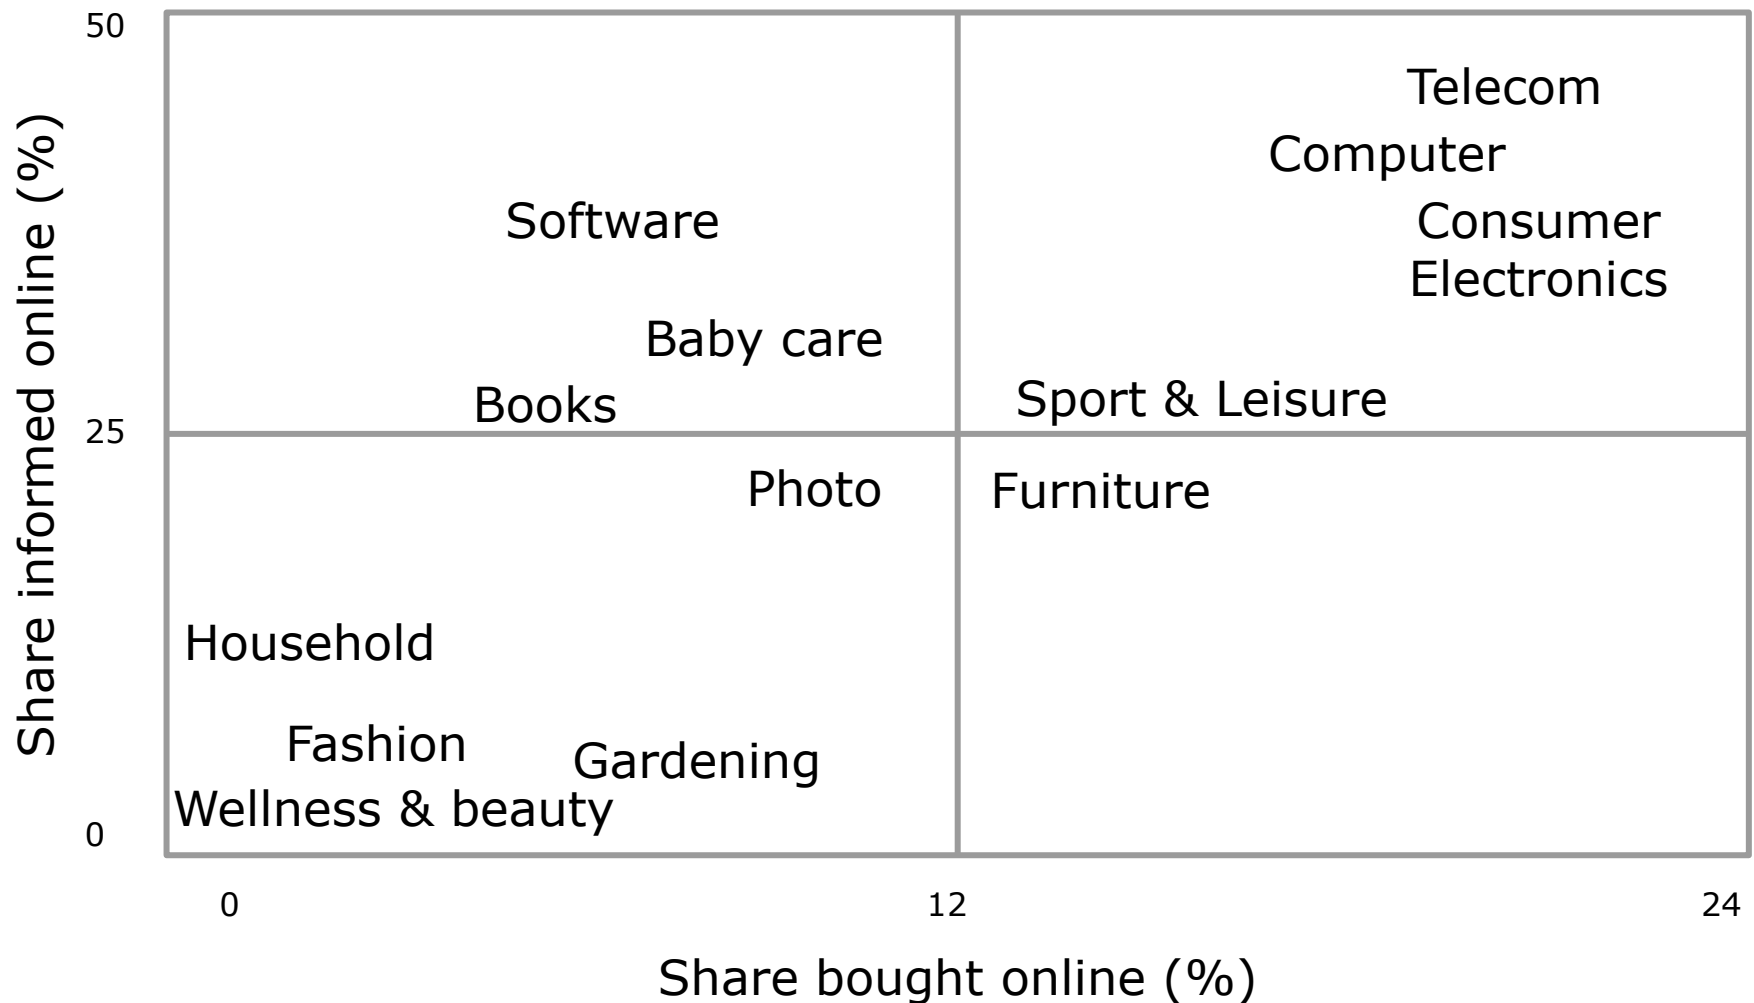 50
Telecom
Computer
Software
Consumer
Electronics
Baby care
Books
Sport & Leisure
25
Photo
Furniture
Household
Fashion
Gardening
Wellness & beauty
0
0
12
24
Share bought online (%)
Share informed online (%)